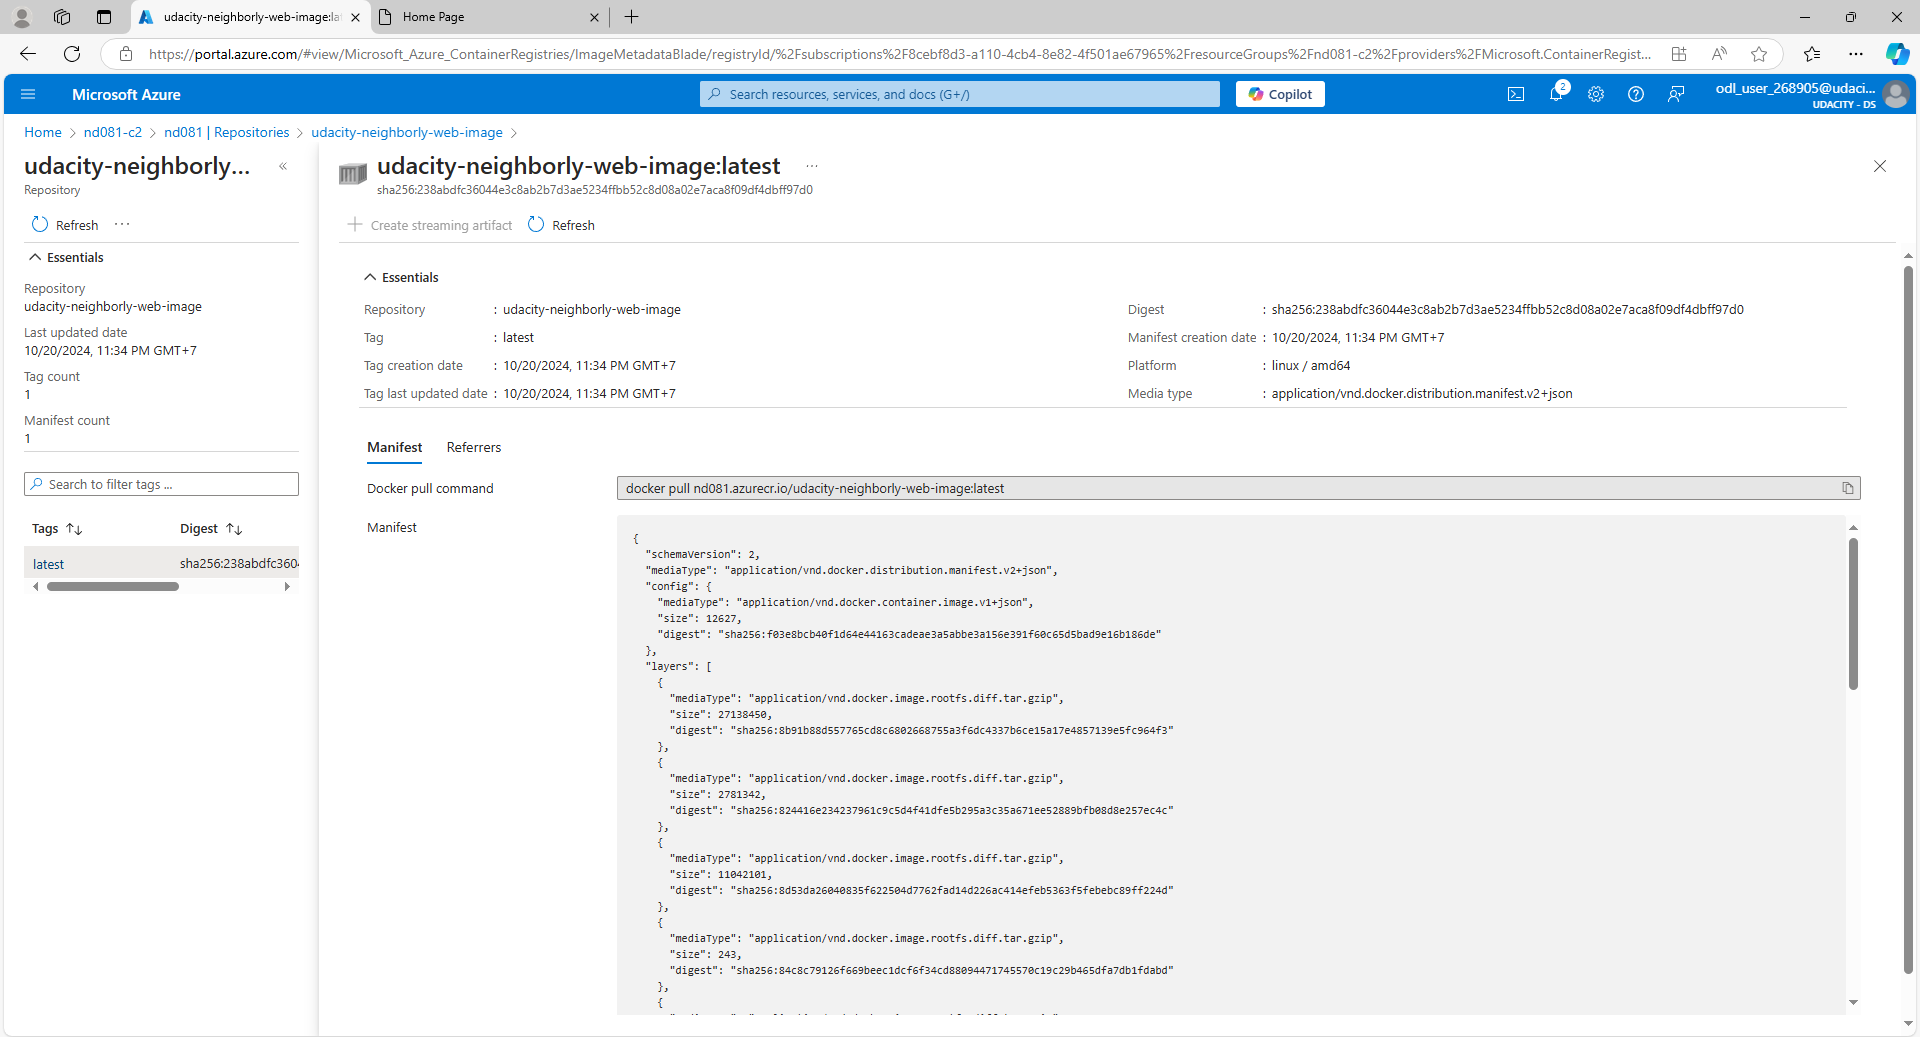 udacity-neighborly-web-image:lat
Home Page
https://portal.azure.com/#view/Microsoft_Azure_ContainerRegistries/ImageMetadataBlade/registryId/%2Fsubscriptions%2F8cebf8d3-a110-4cb4-8e82-4f501ae67965%2FresourceGroups%2Fnd081-c2%2Fproviders%2FMicrosoft.ContainerRegist...
Microsoft Azure
Search resources, services, and docs (G+/)
Copilot
2
odl_user_268905@udaci...
UDACITY - DS
Home > nd081-c2 > nd081 | Repositories > udacity-neighborly-web-image >
udacity-neighborly...
Repository
Refresh
Essentials
Repository
udacity-neighborly-web-image
Last updated date
10/20/2024, 11:34 PM GMT+7
Tag count
1
Manifest count
1
Search to filter tags ...
Tags Digest
latest sha256:238abdfc360
udacity-neighborly-web-image:latest
sha256:238abdfc36044e3c8ab2b7d3ae5234ffbb52c8d08a02e7aca8f09df4dbff97d0
Create streaming artifact Refresh
Essentials
Repository : udacity-neighborly-web-image
Tag : latest
Tag creation date : 10/20/2024, 11:34 PM GMT+7
Tag last updated date : 10/20/2024, 11:34 PM GMT+7
Digest : sha256:238abdfc36044e3c8ab2b7d3ae5234ffbb52c8d08a02e7aca8f09df4dbff97d0
Manifest creation date : 10/20/2024, 11:34 PM GMT+7
Platform : linux / amd64
Media type : application/vnd.docker.distribution.manifest.v2+json
Manifest Referrers
Docker pull command
docker pull nd081.azurecr.io/udacity-neighborly-web-image:latest
Manifest
{
"schemaVersion": 2,
"mediaType": "application/vnd.docker.distribution.manifest.v2+json",
"config": {
"mediaType": "application/vnd.docker.container.image.v1+json",
"size": 12627,
"digest": "sha256:f03e8bcb40f1d64e44163cadeae3a5abbe3a156e391f60c65d5bad9e16b186de"
},
"layers": [
{
"mediaType": "application/vnd.docker.image.rootfs.diff.tar.gzip",
"size": 27138450,
"digest": "sha256:8b91b88d557765cd8c6802668755a3f6dc4337b6ce15a17e4857139e5fc964f3"
},
{
"mediaType": "application/vnd.docker.image.rootfs.diff.tar.gzip",
"size": 2781342,
"digest": "sha256:824416e234237961c9c5d4f41dfe5b295a3c35a671ee52889bfb08d8e257ec4c"
},
{
"mediaType": "application/vnd.docker.image.rootfs.diff.tar.gzip",
"size": 11042101,
"digest": "sha256:8d53da26040835f622504d7762fad14d226ac414efeb5363f5febebc89ff224d"
},
{
"mediaType": "application/vnd.docker.image.rootfs.diff.tar.gzip",
"size": 243,
"digest": "sha256:84c8c79126f669beec1dcf6f34cd88094471745570c19c29b465dfa7db1fdabd"
},
{